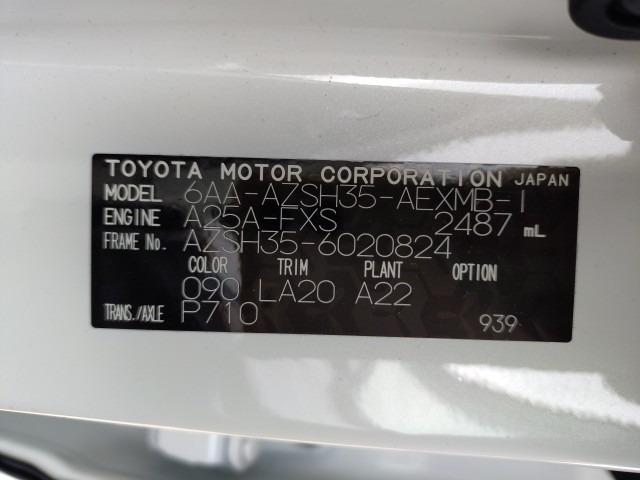 TOYOTA MOTOR CORPORATION JAPAN
MODEL 6AA-AZSH35-AEXMB-I
ENGINE A25A-FXS 2487 mL
FRAME No. AZSH35-6020824
COLOR TRIM PLANT OPTION
090 LA20 A22
TRANS./AXLE P710 939